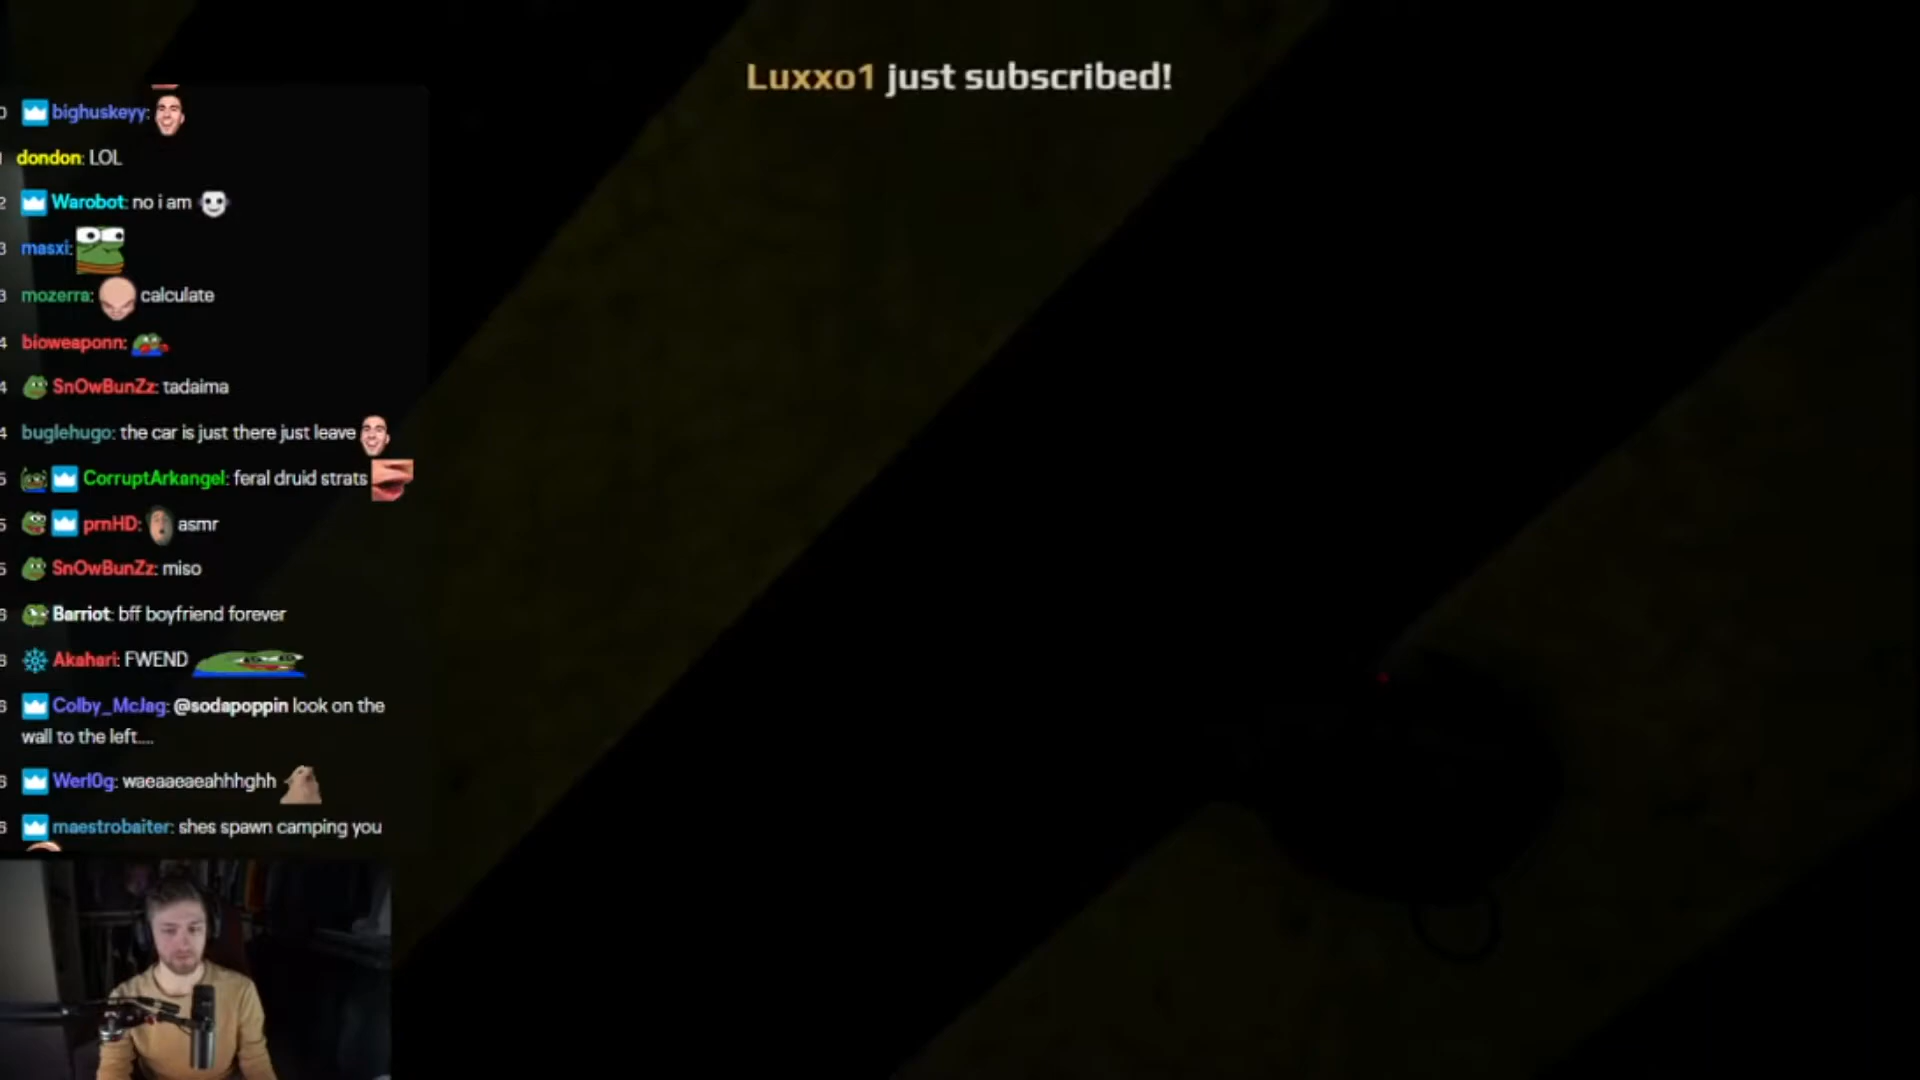 Luxxo1 just subscribed!
bighuskeyy:
dondon: LOL
Warobot: no i am
masxi:
mozerra: calculate
bioweaponn:
SnOwBunZz: tadaima
buglehugo: the car is just there just leave
CorruptArkangel: feral druid strats
prnHD: asmr
SnOwBunZz: miso
Barriot: bff boyfriend forever
Akahari: FWEND
Colby_McJag: @sodapoppin look on the
wall to the left....
Werl0g: waeaaeaeahhhghh
maestrobaiter: shes spawn camping you